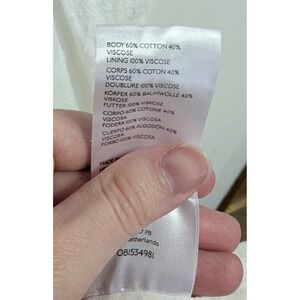 BODY 60% COTTON 40%
VISCOSE
LINING 100% VISCOSE
CORPS 60% COTON 40%
VISCOSE
DOUBLURE 100% VISCOSE
KÖRPER 60% BAUMWOLLE 40%
VISKOSE
FUTTER 100% VISKOSE
CORPO 60% COTONE 40%
VISCOSA
FODERA 100% VISCOSA
CUERPO 60% ALGODÓN 40%
VISCOSA
FORRO 100% VISCOSA
MADE
PB
Netherlands
OB1534981